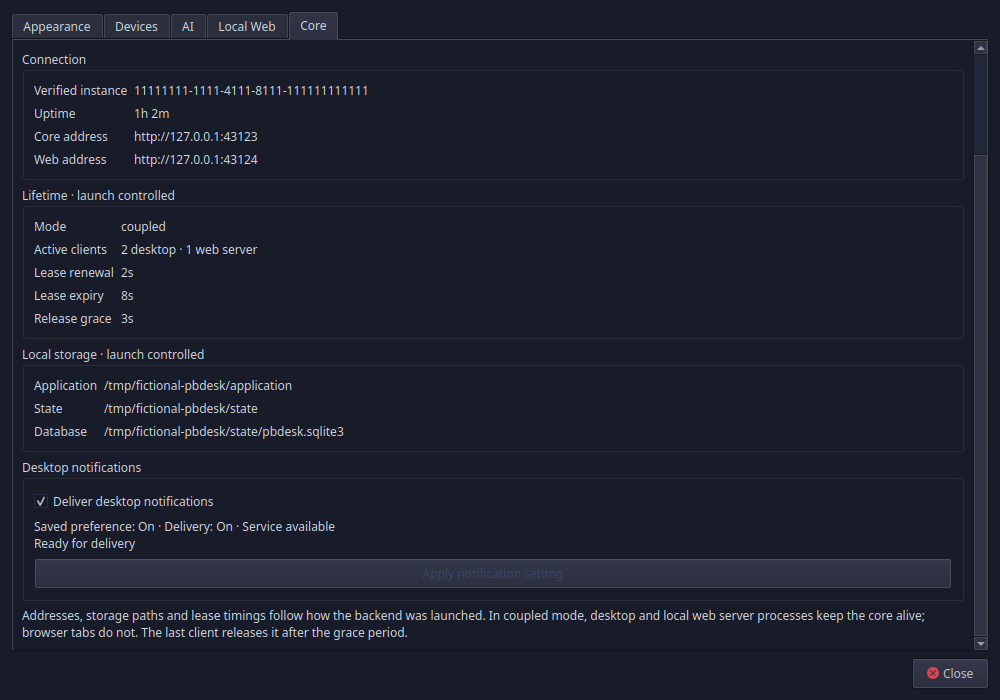 Appearance Devices AI Local Web Core
Connection
Verified instance 11111111-1111-4111-8111-111111111111
Uptime 1h 2m
Core address http://127.0.0.1:43123
Web address http://127.0.0.1:43124
Lifetime · launch controlled
Mode coupled
Active clients 2 desktop · 1 web server
Lease renewal 2s
Lease expiry 8s
Release grace 3s
Local storage · launch controlled
Application /tmp/fictional-pbdesk/application
State /tmp/fictional-pbdesk/state
Database /tmp/fictional-pbdesk/state/pbdesk.sqlite3
Desktop notifications
Deliver desktop notifications
Saved preference: On · Delivery: On · Service available
Ready for delivery
Apply notification setting
Addresses, storage paths and lease timings follow how the backend was launched. In coupled mode, desktop and local web server processes keep the core alive;
browser tabs do not. The last client releases it after the grace period.
Close